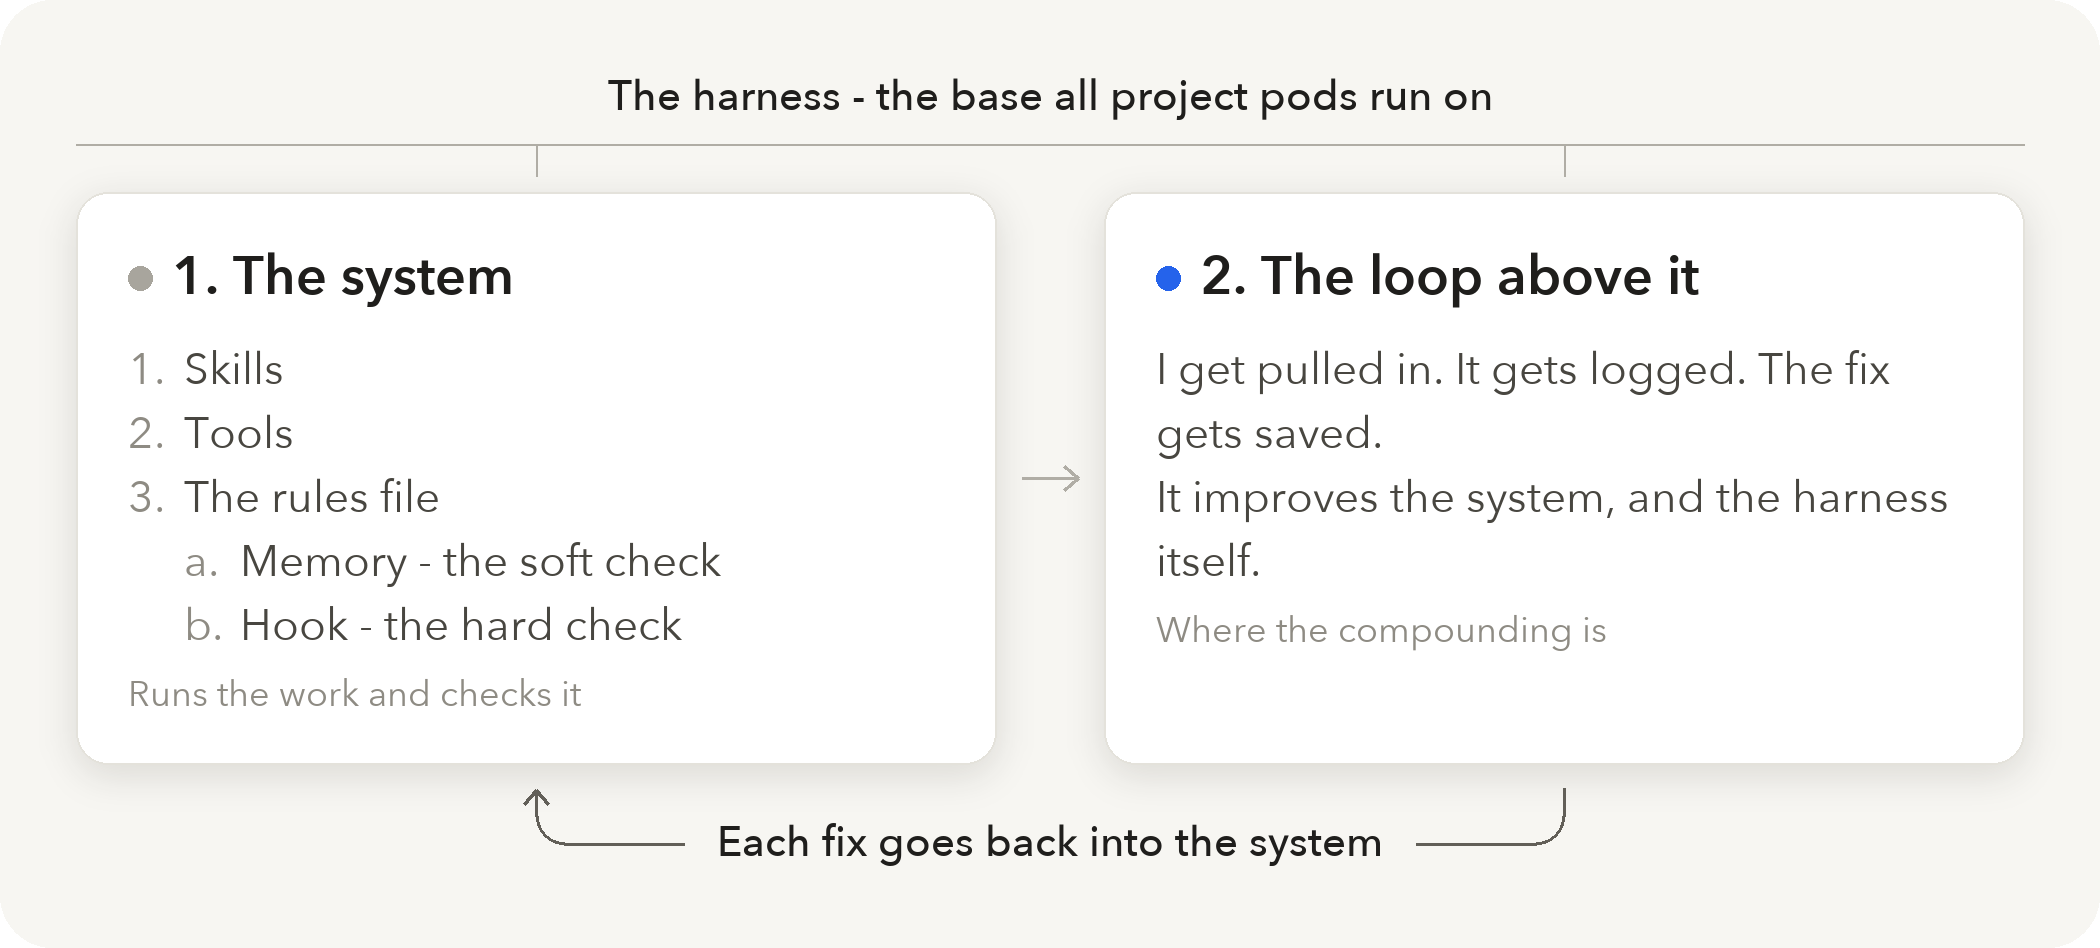 The harness - the base all project pods run on
1. The system
1. Skills
2. Tools
3. The rules file
a. Memory - the soft check
b. Hook - the hard check
Runs the work and checks it
2. The loop above it
I get pulled in. It gets logged. The fix
gets saved.
It improves the system, and the harness
itself.
Where the compounding is
Each fix goes back into the system